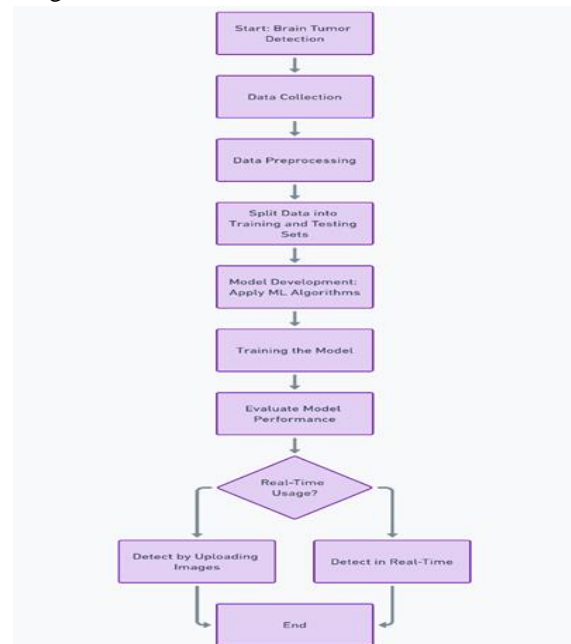 Start: Brain Tumor
Detection
Data Collection
Data Preprocessing
Split Data into
Training and Testing
Sets
Model Development:
Apply ML Algorithms
Training the Model
Evaluate Model
Performance
Real-Time
Usage?
Detect by Uploading
Images
Detect in Real-Time
End